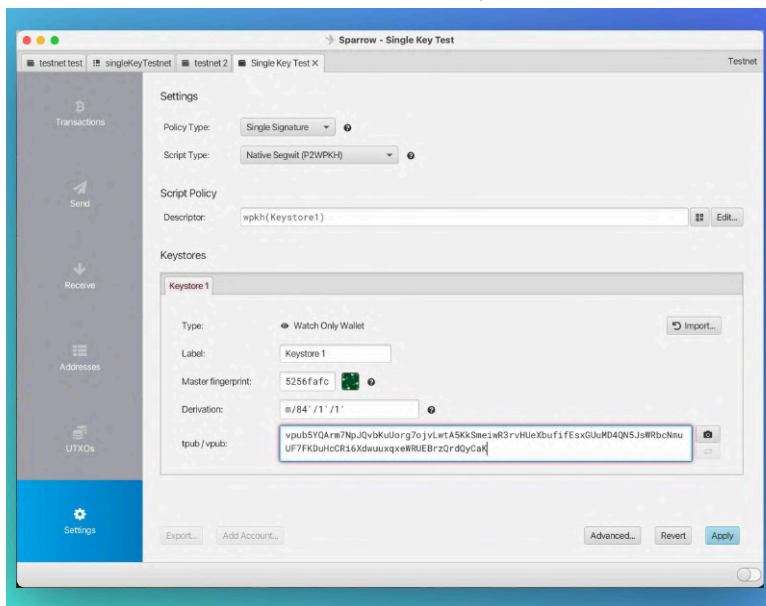 Sparrow - Single Key Test
testnet test singleKeyTestnet testnet 2 Single Key Test × Testnet
Transactions
Send
Receive
Addresses
UTXOs
Settings
Settings
Policy Type: Single Signature
Script Type: Native Segwit (P2WPKH)
Script Policy
Descriptor: wpkh(Keystore1) Edit...
Keystores
Keystore 1
Type: Watch Only Wallet Import...
Label: Keystore 1
Master fingerprint: 5256fafc
Derivation: m/84'/1'/1'
tpub / vpub: vpub5YQArm7NpJQvbKuUorg7ojvLwtA5KkSmeiwR3rvHUeXbufifEsxGUuMD4QN5JsWRbcNmu
UF7FKDuHcCRi6XdwuuxqxeWRUEBrzQrdQyCaK
Export... Add Account... Advanced... Revert Apply